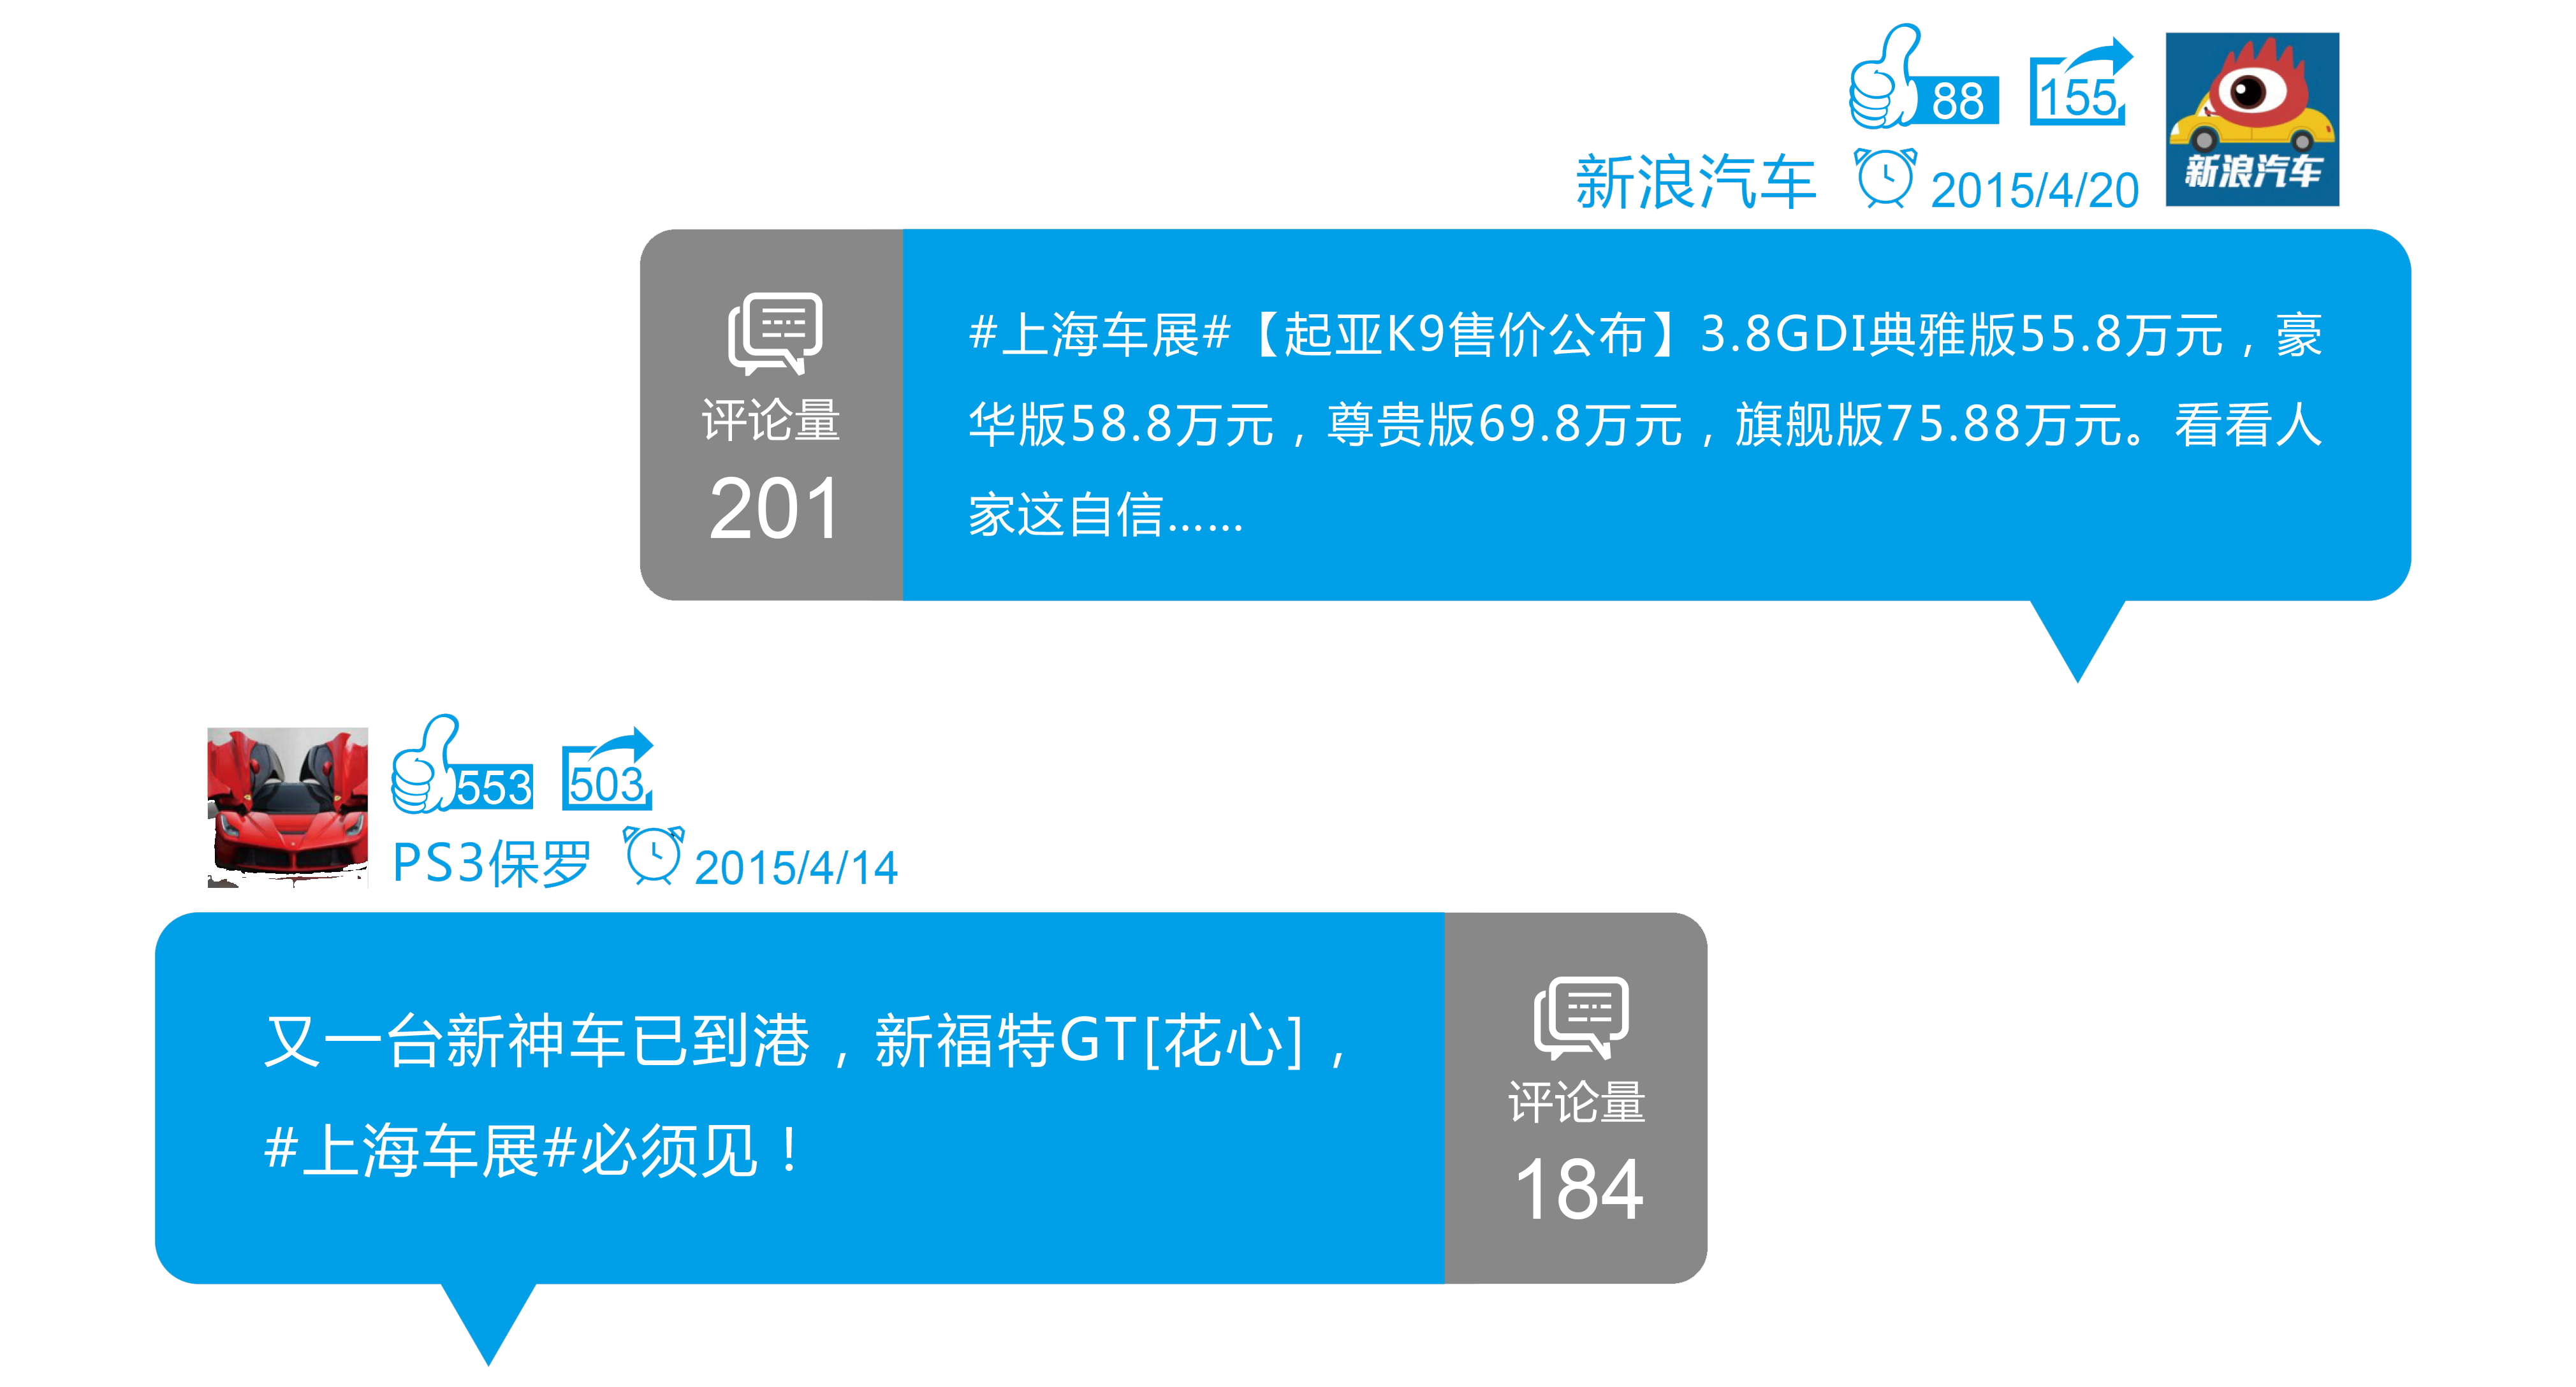 88
155
新浪汽车
2015/4/20
新浪汽车
评论量
201
#上海车展#【起亚K9售价公布】3.8GDI典雅版55.8万元，豪
华版58.8万元，尊贵版69.8万元，旗舰版75.88万元。看看人
家这自信……
553
503
PS3保罗
2015/4/14
又一台新神车已到港，新福特GT[花心]，
#上海车展#必须见！
评论量
184